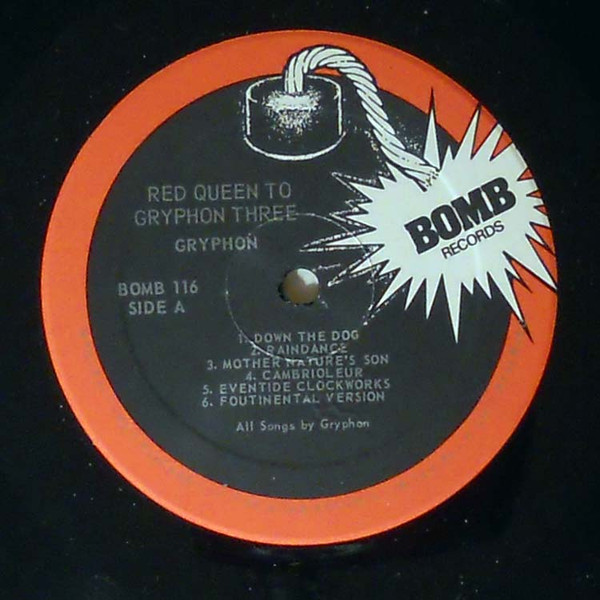 RED QUEEN TO
GRYPHON THREE
GRYPHON
BOMB
RECORDS
BOMB 116
SIDE A
1. DOWN THE DOG
2. RAINDANCE
3. MOTHER NATURE'S SON
4. CAMBRIOLEUR
5. EVENTIDE CLOCKWORKS
6. FOUTINENTAL VERSION
All Songs by Gryphon